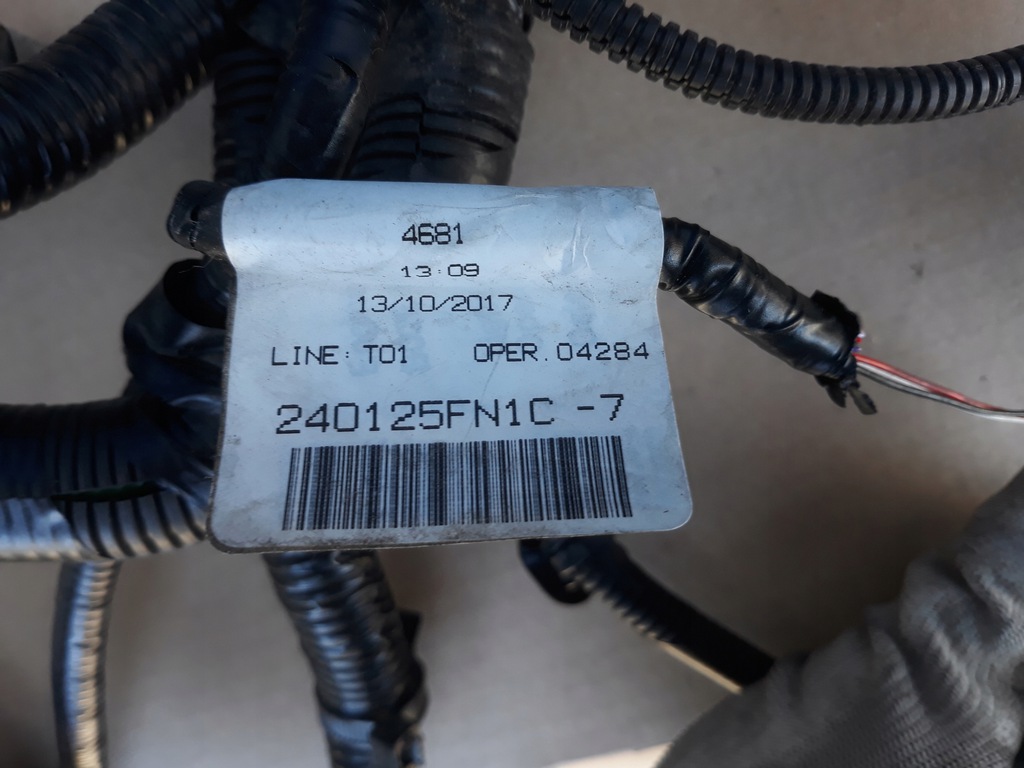 4681
13:09
13/10/2017
LINE: T01 OPER. 04284
240125FN1C -7